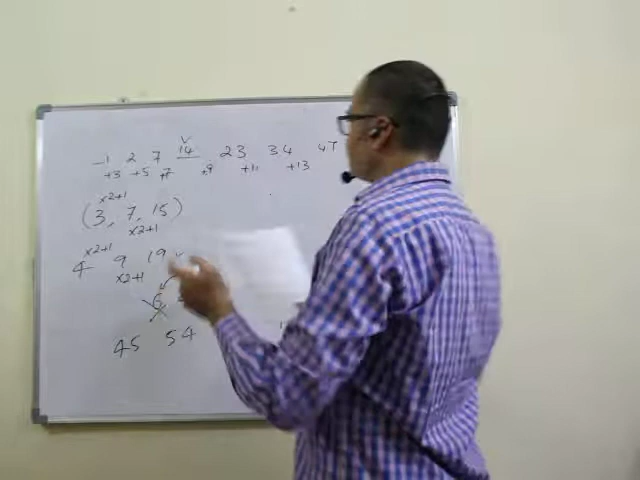 -1 2 7 14 23 34 47
+3 +5 +7 +9 +11 +13
x2+1
(3, 7, 15)
x2+1
x2+1
4 9 19
x2+1
6
45 54